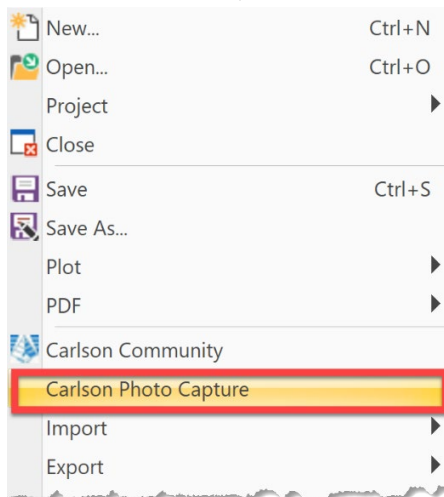 New... Ctrl+N
Open... Ctrl+O
Project
Close
Save Ctrl+S
Save As...
Plot
PDF
Carlson Community
Carlson Photo Capture
Import
Export